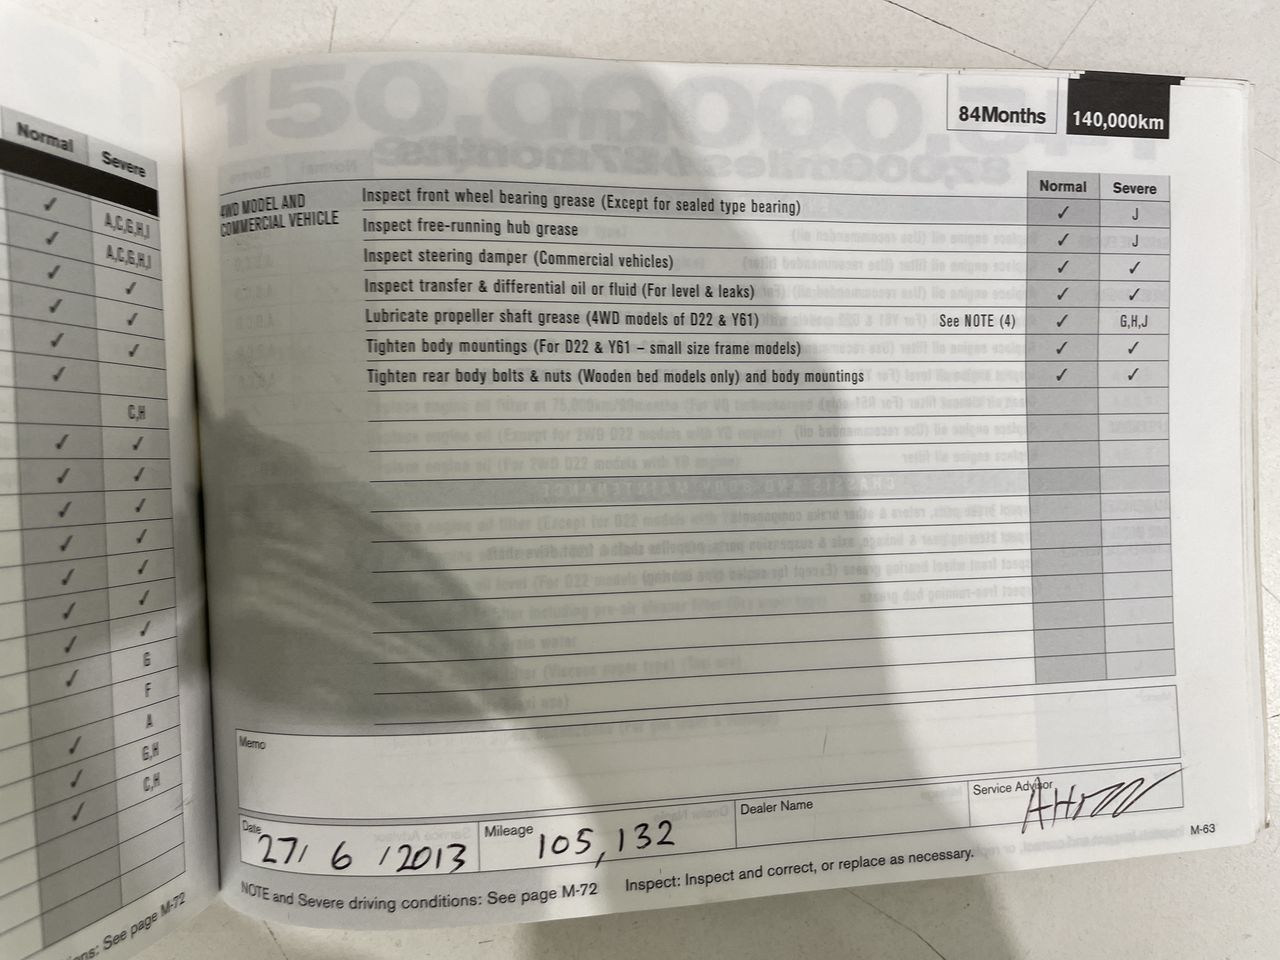 Normal Severe
✓ A,C,G,H,I
✓ A,C,G,H,I
✓ ✓
✓ ✓
✓ ✓
✓
C,H
✓ ✓
✓ ✓
✓ ✓
✓ ✓
✓ ✓
✓ ✓
✓ ✓
✓ G
F
A
✓ G,H
✓ C,H
✓
ons: See page M-72
84Months 140,000km
Normal Severe
4WD MODEL AND
COMMERCIAL VEHICLE
Inspect front wheel bearing grease (Except for sealed type bearing) ✓ J
Inspect free-running hub grease ✓ J
Inspect steering damper (Commercial vehicles) ✓ ✓
Inspect transfer & differential oil or fluid (For level & leaks) ✓ ✓
Lubricate propeller shaft grease (4WD models of D22 & Y61) See NOTE (4) ✓ G,H,J
Tighten body mountings (For D22 & Y61 – small size frame models) ✓ ✓
Tighten rear body bolts & nuts (Wooden bed models only) and body mountings ✓ ✓
Memo
Date 27/ 6 /2013 Mileage 105,132 Dealer Name Service Advisor
NOTE and Severe driving conditions: See page M-72 Inspect: Inspect and correct, or replace as necessary. M-63